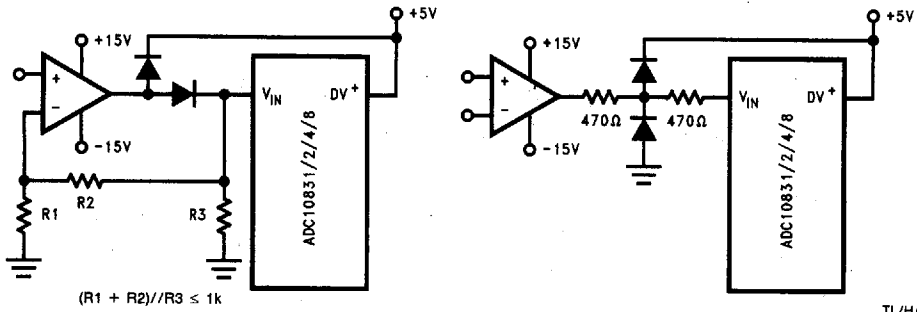 +5V
+15V
+
-
-15V
VIN
DV+
ADC10831/2/4/8
R2
R1
R3
(R1 + R2)//R3 ≤ 1k
+5V
+15V
+
-
-15V
470Ω
470Ω
VIN
DV+
ADC10831/2/4/8